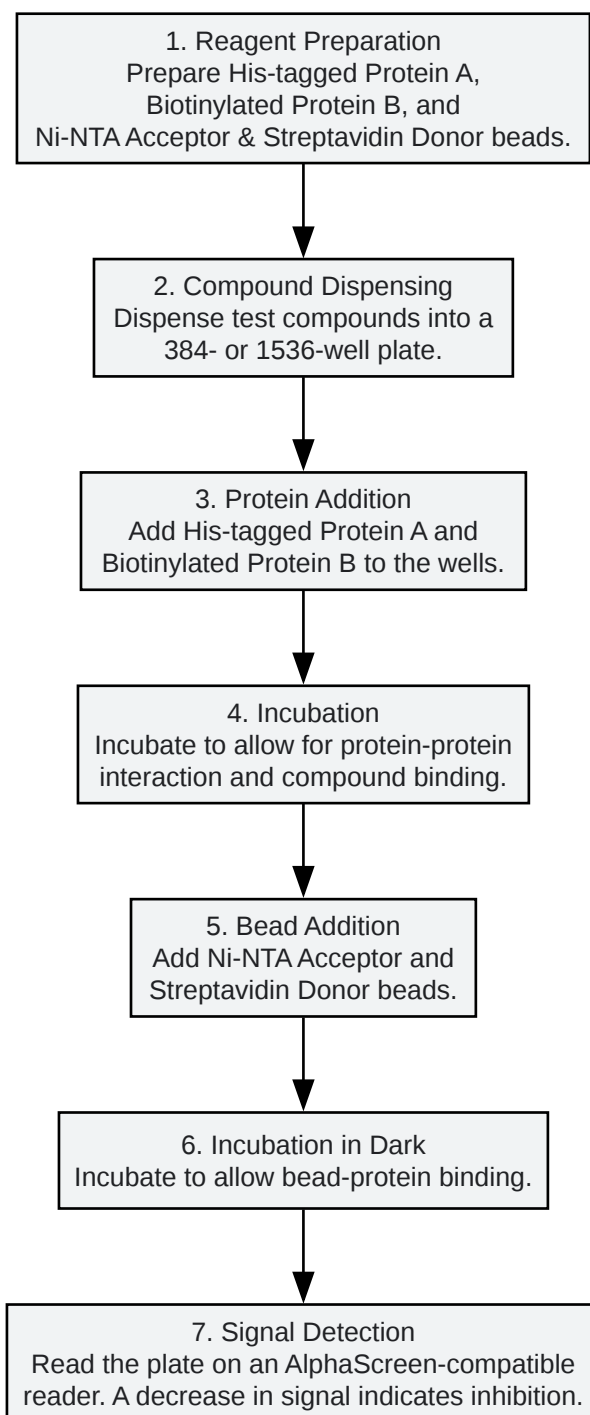 1. Reagent Preparation
Prepare His-tagged Protein A,
Biotinylated Protein B, and
Ni-NTA Acceptor & Streptavidin Donor beads.
2. Compound Dispensing
Dispense test compounds into a
384- or 1536-well plate.
3. Protein Addition
Add His-tagged Protein A and
Biotinylated Protein B to the wells.
4. Incubation
Incubate to allow for protein-protein
interaction and compound binding.
5. Bead Addition
Add Ni-NTA Acceptor and
Streptavidin Donor beads.
6. Incubation in Dark
Incubate to allow bead-protein binding.
7. Signal Detection
Read the plate on an AlphaScreen-compatible
reader. A decrease in signal indicates inhibition.